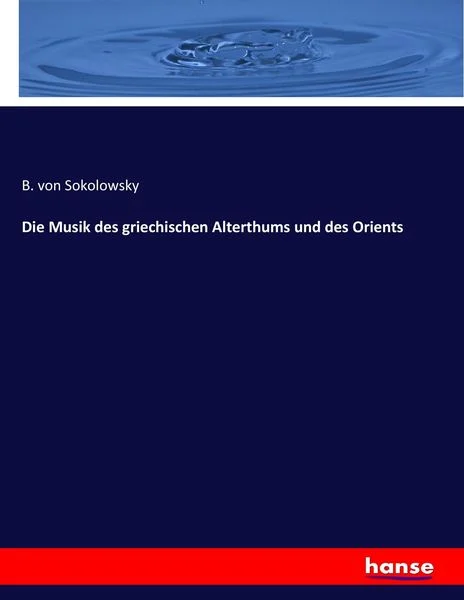 B. von Sokolowsky
Die Musik des griechischen Alterthums und des Orients
hanse